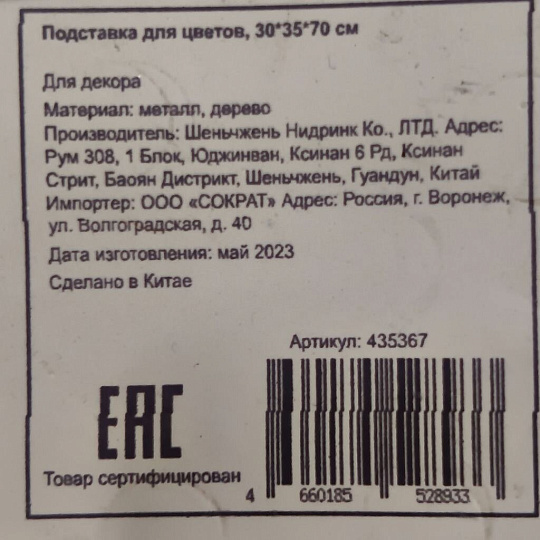 Подставка для цветов, 30*35*70 см
Для декора
Материал: металл, дерево
Производитель: Шеньчжень Нидринк Ко., ЛТД. Адрес:
Рум 308, 1 Блок, Юджинван, Ксинан 6 Рд, Ксинан
Стрит, Баоян Дистрикт, Шеньчжень, Гуандун, Китай
Импортер: ООО «СОКРАТ» Адрес: Россия, г. Воронеж,
ул. Волгоградская, д. 40
Дата изготовления: май 2023
Сделано в Китае
Артикул: 435367
EAC
Товар сертифицирован
4 660185 528933